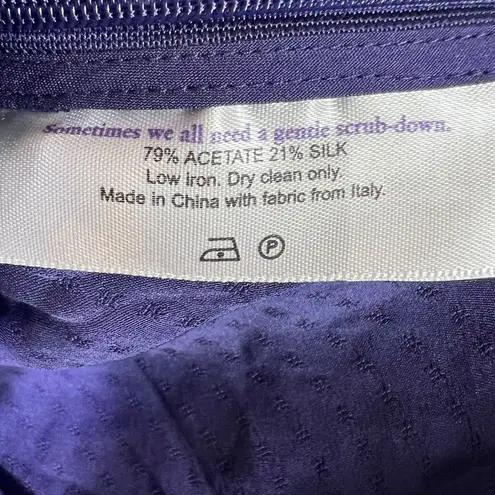 Sometimes we all need a gentle scrub-down.
79% ACETATE 21% SILK
Low iron. Dry clean only.
Made in China with fabric from Italy.
P